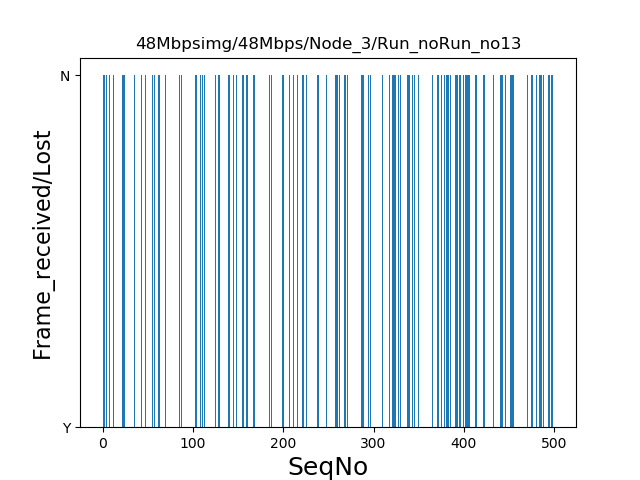 48Mbpsimg/48Mbps/Node_3/Run_noRun_no13
N
Frame_received/Lost
Y
0 100 200 300 400 500
SeqNo